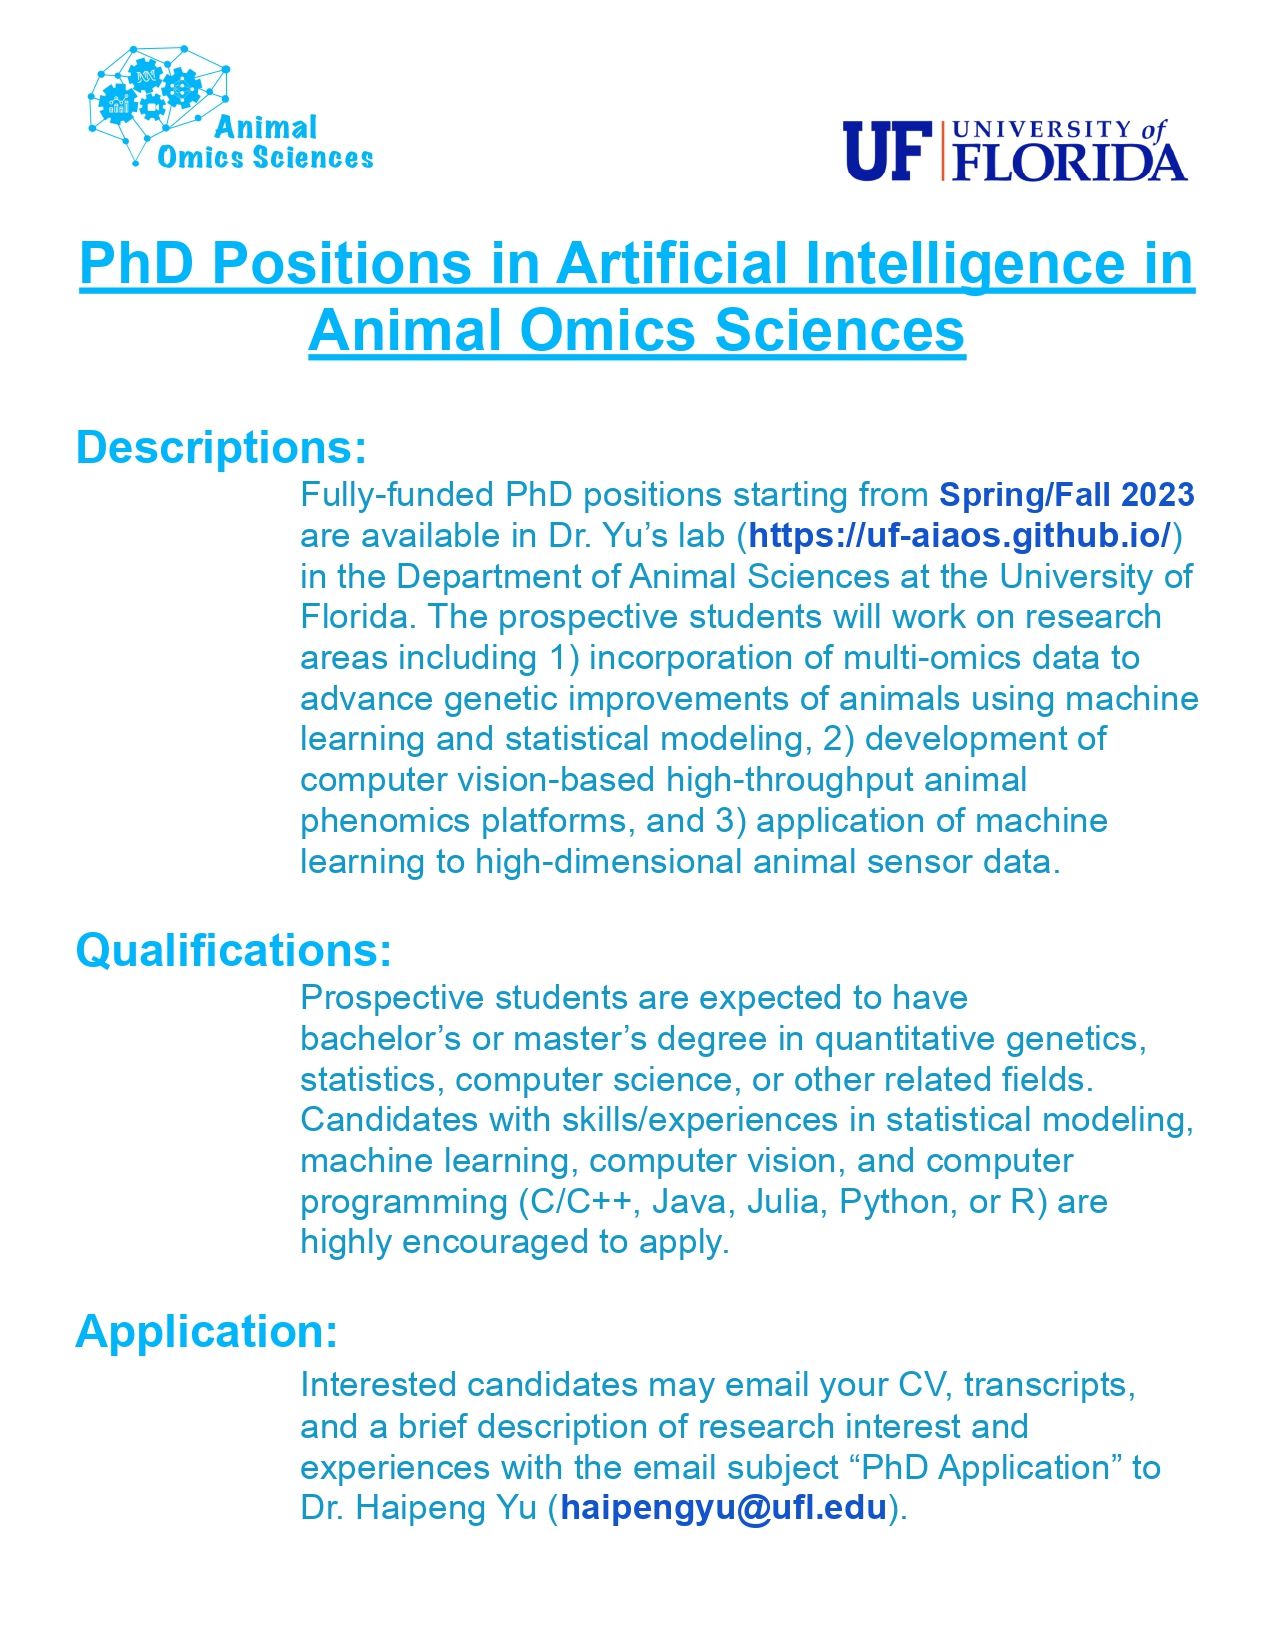 Animal
Omics Sciences
UF UNIVERSITY of
FLORIDA
PhD Positions in Artificial Intelligence in
Animal Omics Sciences
Descriptions:
Fully-funded PhD positions starting from Spring/Fall 2023
are available in Dr. Yu’s lab (https://uf-aiaos.github.io/)
in the Department of Animal Sciences at the University of
Florida. The prospective students will work on research
areas including 1) incorporation of multi-omics data to
advance genetic improvements of animals using machine
learning and statistical modeling, 2) development of
computer vision-based high-throughput animal
phenomics platforms, and 3) application of machine
learning to high-dimensional animal sensor data.
Qualifications:
Prospective students are expected to have
bachelor’s or master’s degree in quantitative genetics,
statistics, computer science, or other related fields.
Candidates with skills/experiences in statistical modeling,
machine learning, computer vision, and computer
programming (C/C++, Java, Julia, Python, or R) are
highly encouraged to apply.
Application:
Interested candidates may email your CV, transcripts,
and a brief description of research interest and
experiences with the email subject “PhD Application” to
Dr. Haipeng Yu (haipengyu@ufl.edu).